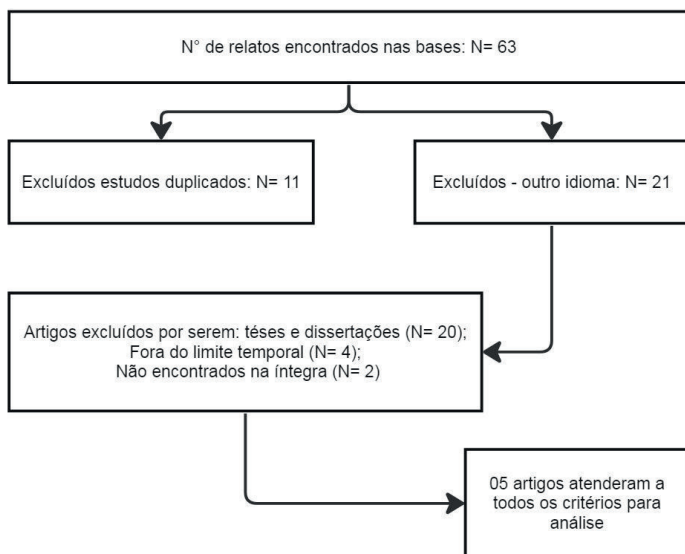 N° de relatos encontrados nas bases: N= 63
Excluídos estudos duplicados: N= 11
Excluídos - outro idioma: N= 21
Artigos excluídos por serem: téses e dissertações (N= 20);
Fora do limite temporal (N= 4);
Não encontrados na íntegra (N= 2)
05 artigos atenderam a
todos os critérios para
análise